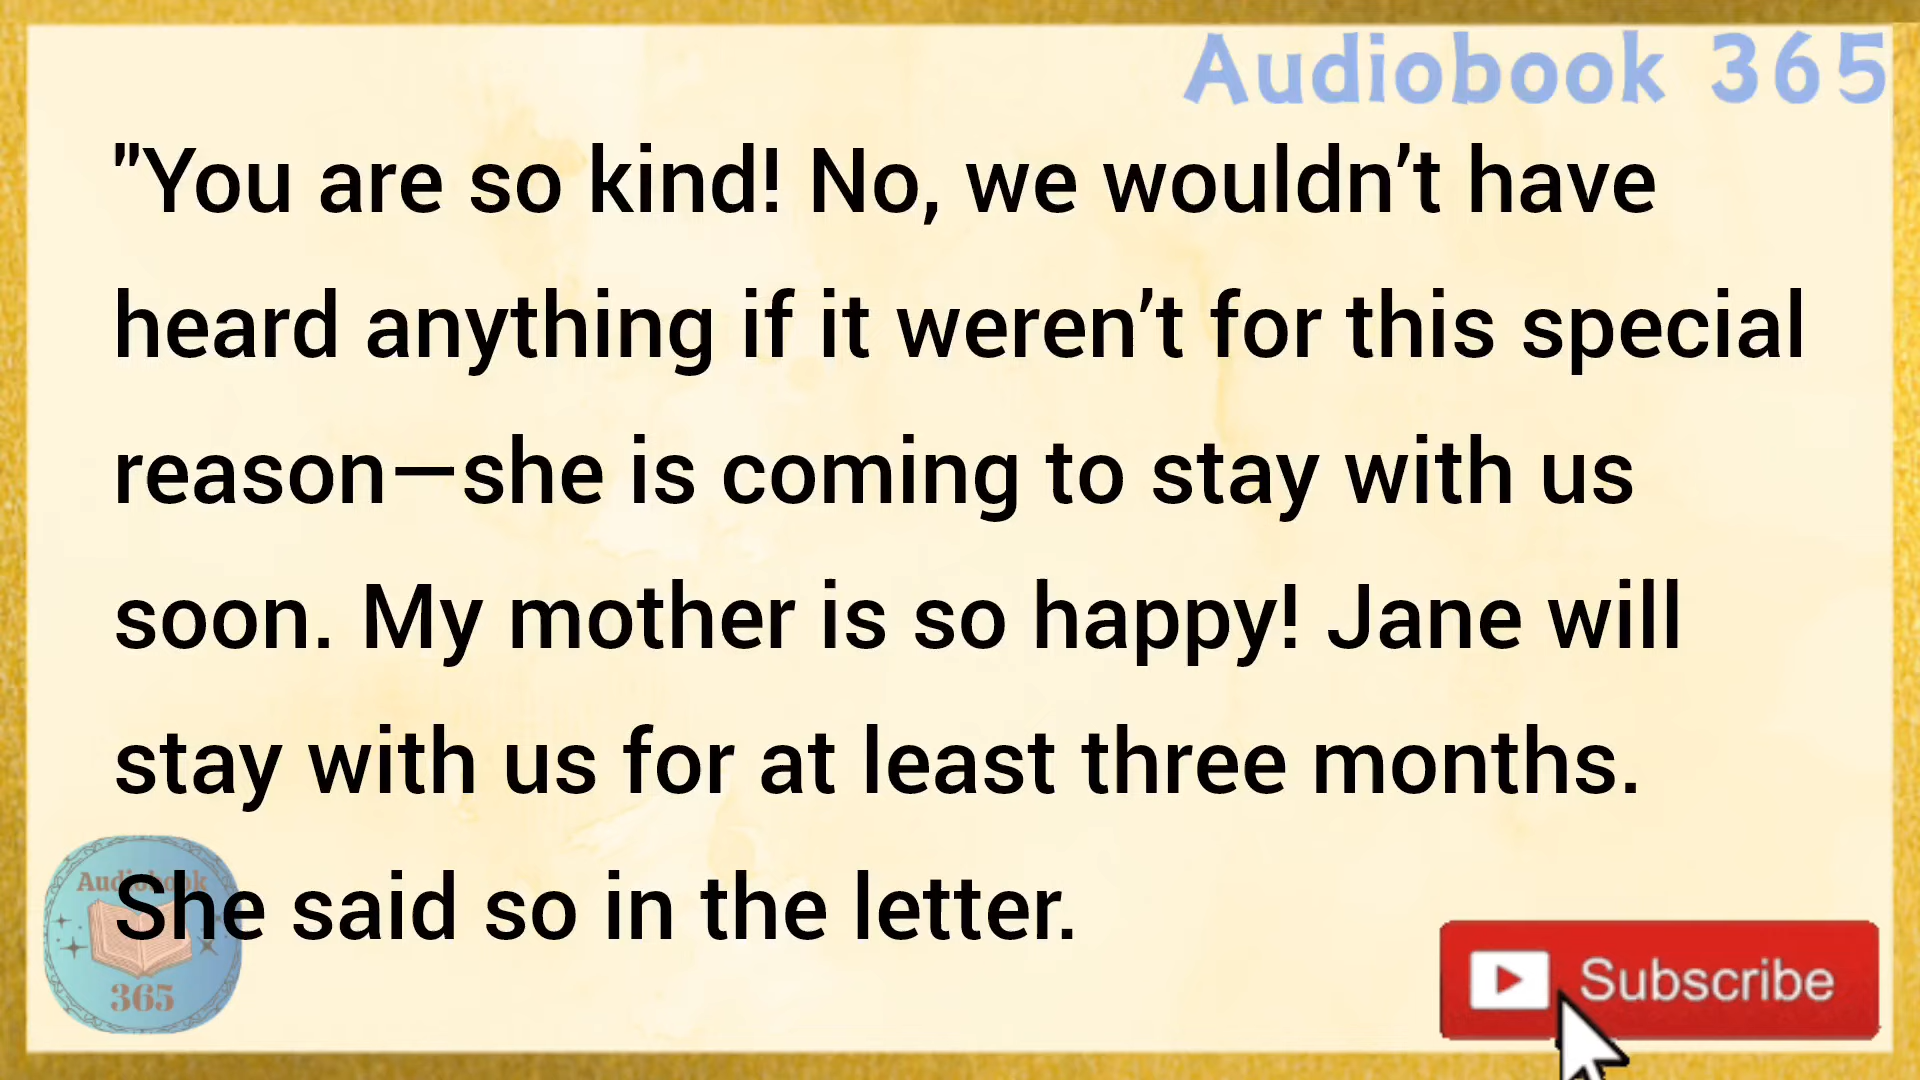 Audiobook 365
"You are so kind! No, we wouldn’t have
heard anything if it weren’t for this special
reason—she is coming to stay with us
soon. My mother is so happy! Jane will
stay with us for at least three months.
She said so in the letter.
Audiobook
365
Subscribe